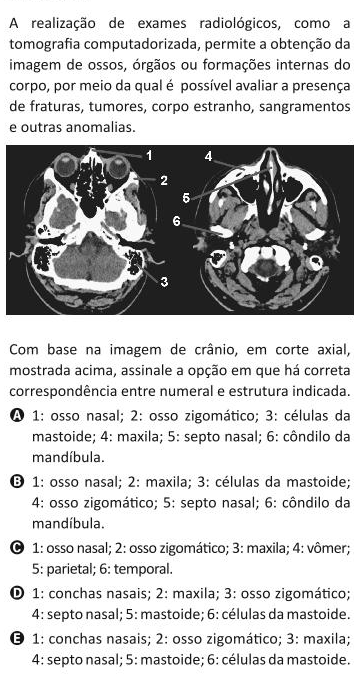 A realização de exames radiológicos, como a
tomografia computadorizada, permite a obtenção da
imagem de ossos, órgãos ou formações internas do
corpo, por meio da qual é possível avaliar a presença
de fraturas, tumores, corpo estranho, sangramentos
e outras anomalias.
1
2
3
4
5
6
Com base na imagem de crânio, em corte axial,
mostrada acima, assinale a opção em que há correta
correspondência entre numeral e estrutura indicada.
A 1: osso nasal; 2: osso zigomático; 3: células da
mastoide; 4: maxila; 5: septo nasal; 6: côndilo da
mandíbula.
B 1: osso nasal; 2: maxila; 3: células da mastoide;
4: osso zigomático; 5: septo nasal; 6: côndilo da
mandíbula.
C 1: osso nasal; 2: osso zigomático; 3: maxila; 4: vômer;
5: parietal; 6: temporal.
D 1: conchas nasais; 2: maxila; 3: osso zigomático;
4: septo nasal; 5: mastoide; 6: células da mastoide.
E 1: conchas nasais; 2: osso zigomático; 3: maxila;
4: septo nasal; 5: mastoide; 6: células da mastoide.